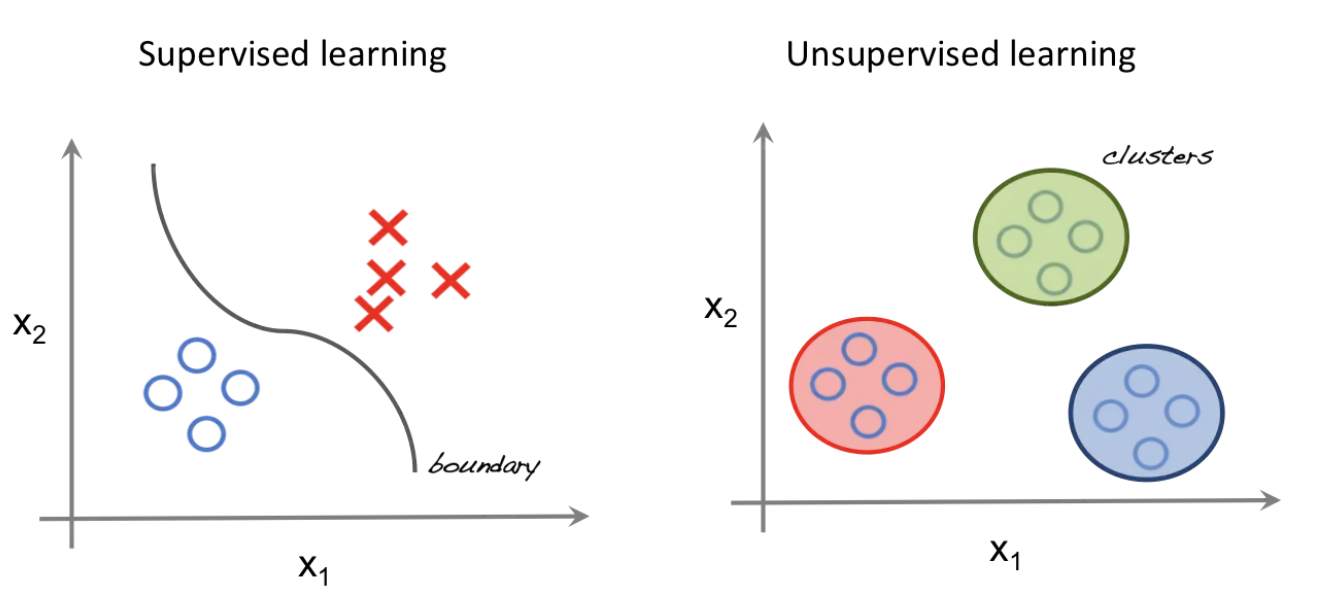 Supervised learning
x2
boundary
x1
Unsupervised learning
clusters
x2
x1